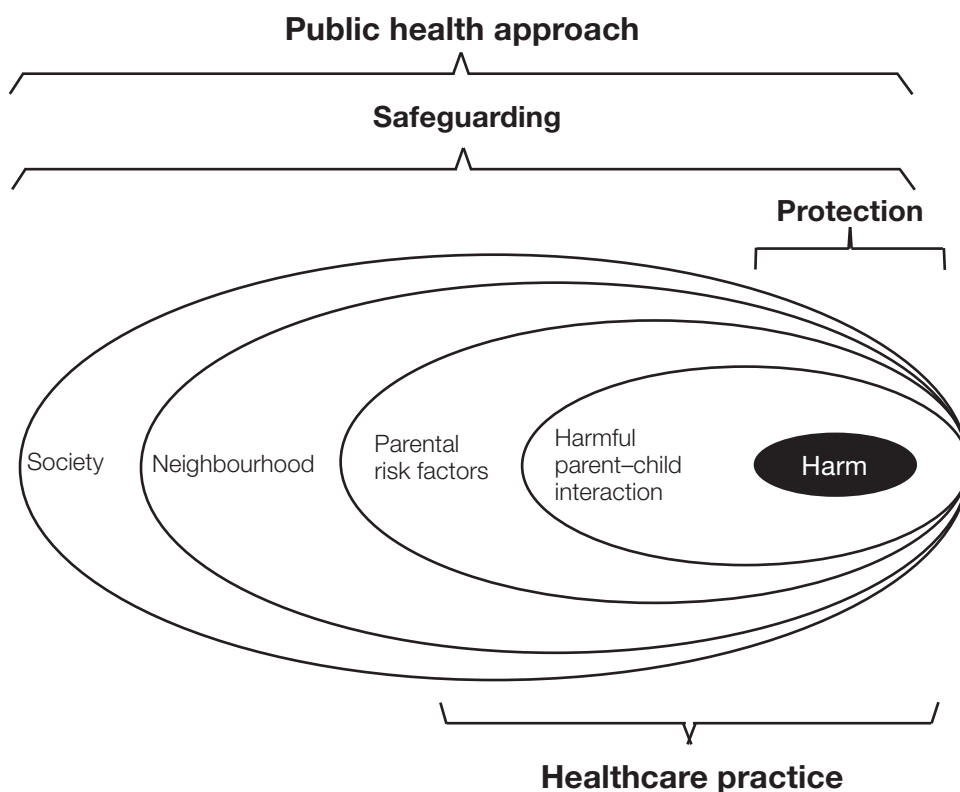 Public health approach
Safeguarding
Protection
Society
Neighbourhood
Parental
risk factors
Harmful
parent–child
interaction
Harm
Healthcare practice